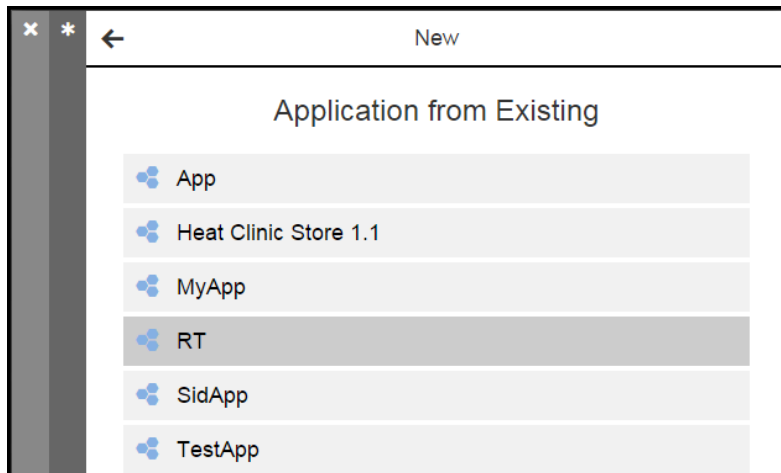 New
Application from Existing
App
Heat Clinic Store 1.1
MyApp
RT
SidApp
TestApp